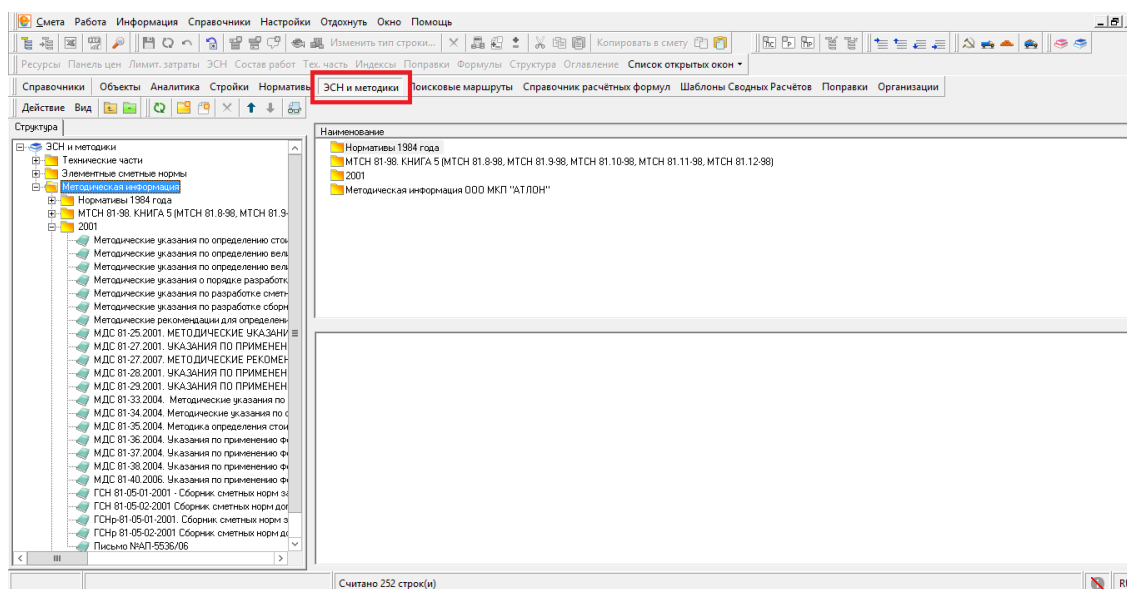 Смета Работа Информация Справочники Настройки Отдохнуть Окно Помощь
Изменить тип строки... Копировать в смету
Ресурсы Панель цен Лимит. затраты ЭСН Состав работ Тех. часть Индексы Поправки Формулы Структура Оглавление Список открытых окон
Справочники Объекты Аналитика Стройки Нормативы ЭСН и методики Поисковые маршруты Справочник расчётных формул Шаблоны Сводных Расчётов Поправки Организации
Действие Вид
Структура
Наименование
ЭСН и методики
Технические части
Элементные сметные нормы
Методическая информация
Нормативы 1984 года
МТСН 81-98. КНИГА 5 (МТСН 81.8-98, МТСН 81.9-
2001
Методические указания по определению стои
Методические указания по определению вели
Методические указания по определению вели
Методические указания о порядке разработк
Методические указания по разработке сметн
Методические указания по разработке сборн
Методические рекомендации для определени
МДС 81-25.2001. МЕТОДИЧЕСКИЕ УКАЗАНИ
МДС 81-27.2001. УКАЗАНИЯ ПО ПРИМЕНЕН
МДС 81-27.2007. МЕТОДИЧЕСКИЕ РЕКОМЕН
МДС 81-28.2001. УКАЗАНИЯ ПО ПРИМЕНЕН
МДС 81-29.2001. УКАЗАНИЯ ПО ПРИМЕНЕН
МДС 81-33.2004. Методические указания по
МДС 81-34.2004. Методические указания по о
МДС 81-35.2004. Методика определения стои
МДС 81-36.2004. Указания по применению фе
МДС 81-37.2004. Указания по применению фе
МДС 81-38.2004. Указания по применению фе
МДС 81-40.2006. Указания по применению фе
ГСН 81-05-01-2001 - Сборник сметных норм за
ГСН 81-05-02-2001 Сборник сметных норм доп
ГСНр-81-05-01-2001. Сборник сметных норм з
ГСНр 81-05-02-2001 Сборник сметных норм до
Письмо №АП-5536/06
Нормативы 1984 года
МТСН 81-98. КНИГА 5 (МТСН 81.8-98, МТСН 81.9-98, МТСН 81.10-98, МТСН 81.11-98, МТСН 81.12-98)
2001
Методическая информация ООО МКП "АТЛОН"
Считано 252 строк(и)